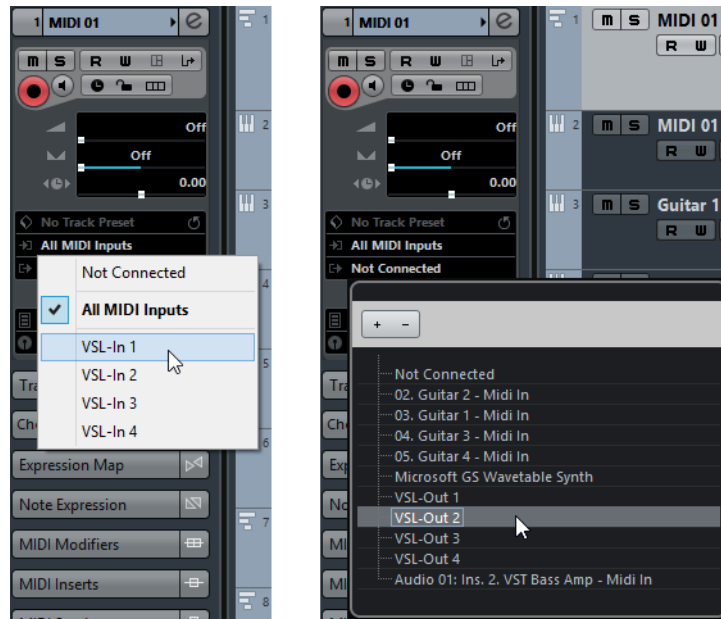 1 MIDI 01
m S R W
Off
Off
0.00
No Track Preset
All MIDI Inputs
Not Connected
All MIDI Inputs
VSL-In 1
VSL-In 2
VSL-In 3
VSL-In 4
Expression Map
Note Expression
MIDI Modifiers
MIDI Inserts
1
2
3
4
5
6
7
8
1 MIDI 01
m S R W
Off
Off
0.00
No Track Preset
All MIDI Inputs
Not Connected
1 m S MIDI 01
R W
2 m S MIDI 01
R W
3 m S Guitar 1
R W
+ -
Not Connected
02. Guitar 2 - Midi In
03. Guitar 1 - Midi In
04. Guitar 3 - Midi In
05. Guitar 4 - Midi In
Microsoft GS Wavetable Synth
VSL-Out 1
VSL-Out 2
VSL-Out 3
VSL-Out 4
Audio 01: Ins. 2. VST Bass Amp - Midi In